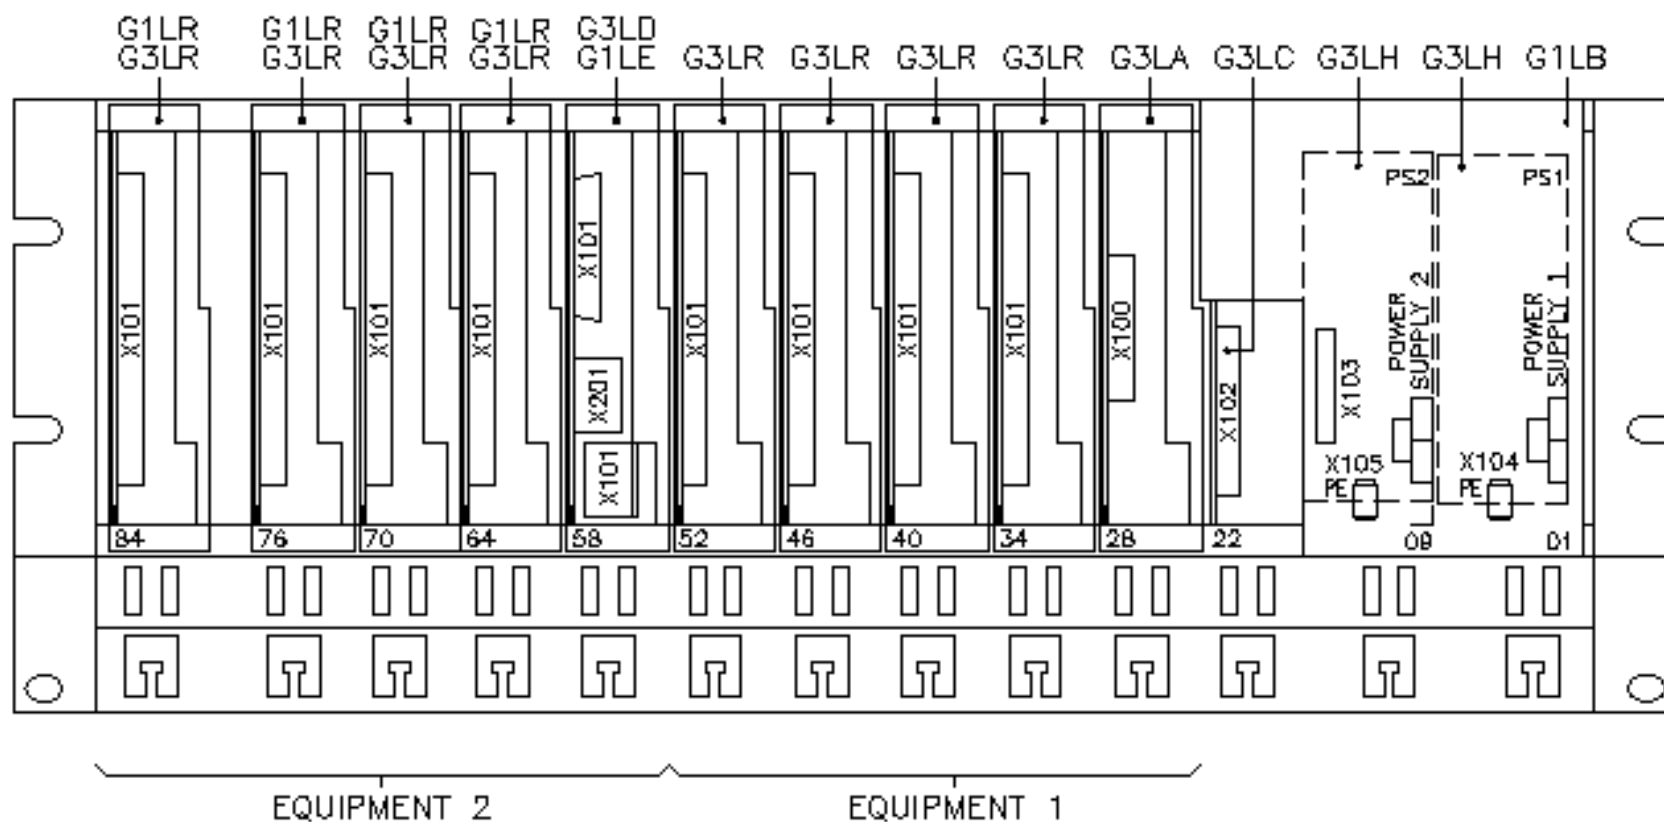 G1LR G1LR G1LR G1LR G3LD
G3LR G3LR G3LR G3LR G1LE G3LR G3LR G3LR G3LR G3LA G3LC G3LH G3LH G1LB
PS2 PS1
X101
X101
X101
X101
X101
X201
X101
X101
X101
X101
X101
X100
X102
X103
POWER
SUPPLY 2
POWER
SUPPLY 1
X105 X104
PE PE
84 76 70 64 58 52 46 40 34 28 22 09 01
EQUIPMENT 2 EQUIPMENT 1